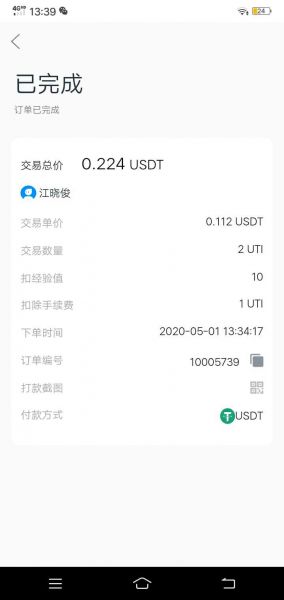 4G 13:39 24
已完成
订单已完成
交易总价 0.224 USDT
江晓俊
交易单价 0.112 USDT
交易数量 2 UTI
扣经验值 10
扣除手续费 1 UTI
下单时间 2020-05-01 13:34:17
订单编号 10005739
打款截图
付款方式 USDT